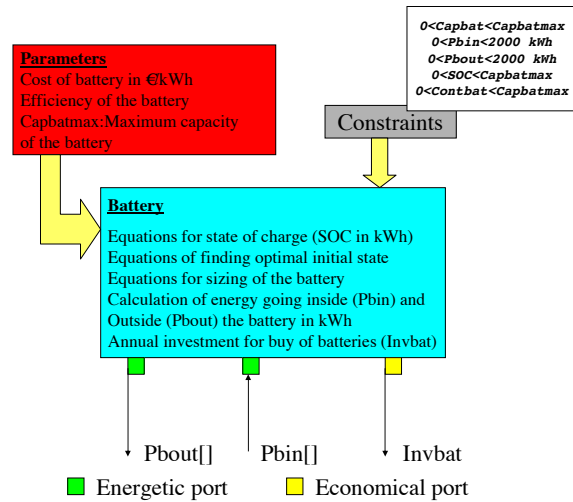 0<Capbat<Capbatmax
0<Pbin<2000 kWh
0<Pbout<2000 kWh
0<SOC<Capbatmax
0<Contbat<Capbatmax
Parameters
Cost of battery in €/kWh
Efficiency of the battery
Capbatmax:Maximum capacity
of the battery
Constraints
Battery
Equations for state of charge (SOC in kWh)
Equations of finding optimal initial state
Equations for sizing of the battery
Calculation of energy going inside (Pbin) and
Outside (Pbout) the battery in kWh
Annual investment for buy of batteries (Invbat)
Pbout[] Pbin[] Invbat
Energetic port Economical port